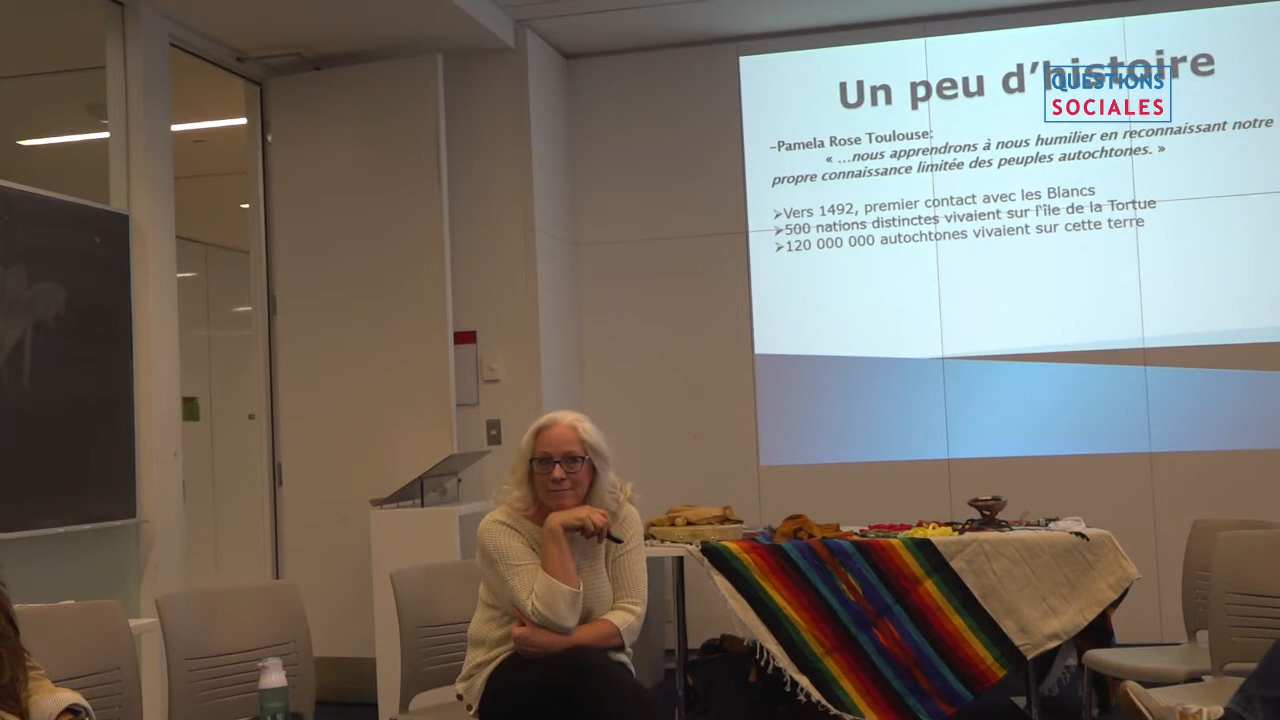 Un peu d'histoire
QUESTIONS
SOCIALES
–Pamela Rose Toulouse:
« ...nous apprendrons à nous humilier en reconnaissant notre
propre connaissance limitée des peuples autochtones. »
➢Vers 1492, premier contact avec les Blancs
➢500 nations distinctes vivaient sur l'île de la Tortue
➢120 000 000 autochtones vivaient sur cette terre